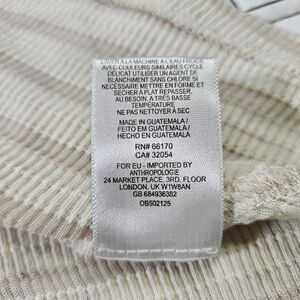 LAVER À LA MACHINE À L'EAU FROIDE
AVEC COULEURS SIMILAIRES CYCLE
DÉLICAT UTILISER UN AGENT DE
BLANCHIMENT SANS CHLORE SI
NÉCESSAIRE METTRE EN FORME ET
SÉCHER À PLAT REPASSER,
AU BESOIN, À TRÈS BASSE
TEMPÉRATURE
NE PAS NETTOYER À SEC
MADE IN GUATEMALA /
FEITO EM GUATEMALA /
HECHO EN GUATEMALA
RN# 66170
CA# 32054
FOR EU - IMPORTED BY
ANTHROPOLOGIE
24 MARKET PLACE, 3RD. FLOOR
LONDON, UK W1W8AN
GB 684936382
OB502125